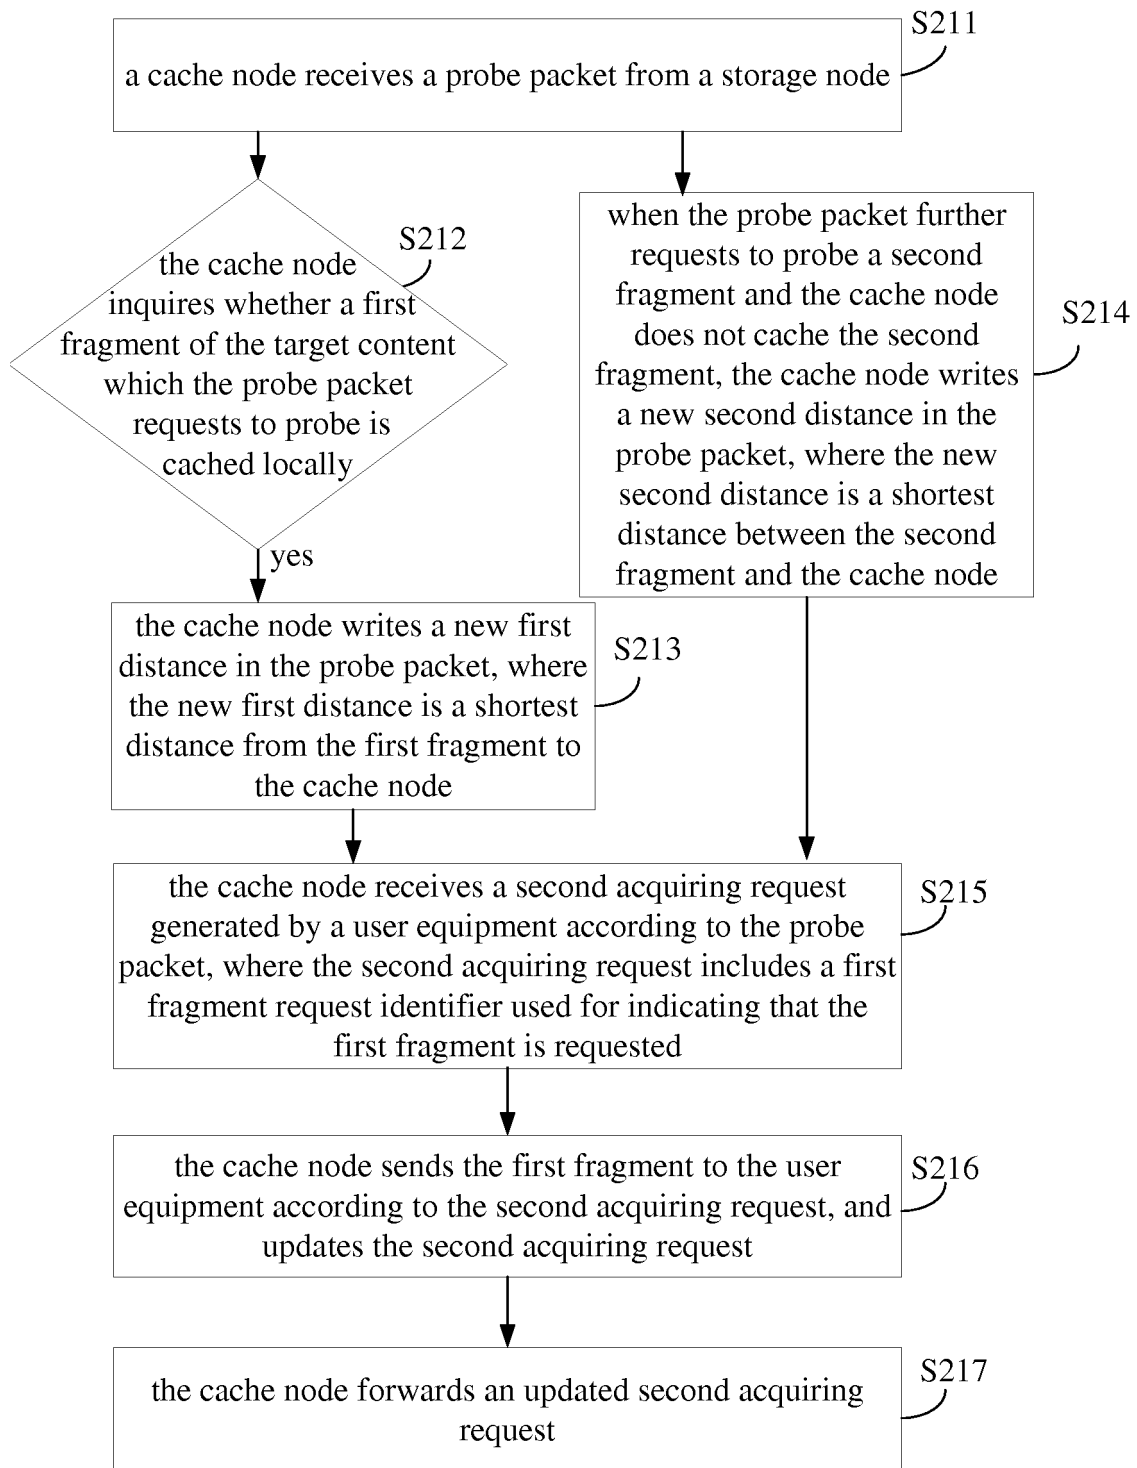 S211
a cache node receives a probe packet from a storage node
S212
the cache node
inquires whether a first
fragment of the target content
which the probe packet
requests to probe is
cached locally
yes
when the probe packet further
requests to probe a second
fragment and the cache node
does not cache the second
fragment, the cache node writes
a new second distance in the
probe packet, where the new
second distance is a shortest
distance between the second
fragment and the cache node
S214
the cache node writes a new first
distance in the probe packet, where
the new first distance is a shortest
distance from the first fragment to
the cache node
S213
the cache node receives a second acquiring request
generated by a user equipment according to the probe
packet, where the second acquiring request includes a first
fragment request identifier used for indicating that the
first fragment is requested
S215
the cache node sends the first fragment to the user
equipment according to the second acquiring request, and
updates the second acquiring request
S216
the cache node forwards an updated second acquiring
request
S217